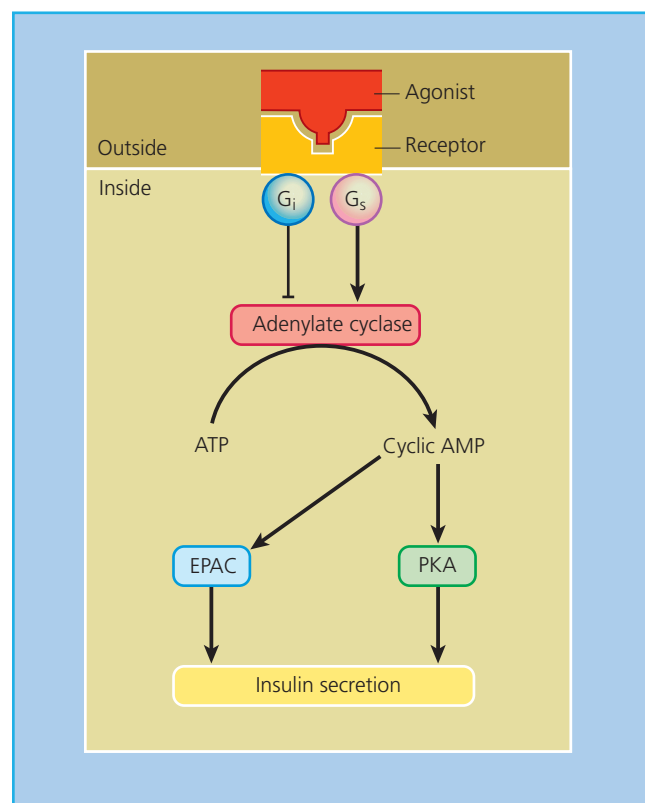 Agonist
Receptor
Outside
Inside
Gi
Gs
Adenylate cyclase
ATP
Cyclic AMP
EPAC
PKA
Insulin secretion